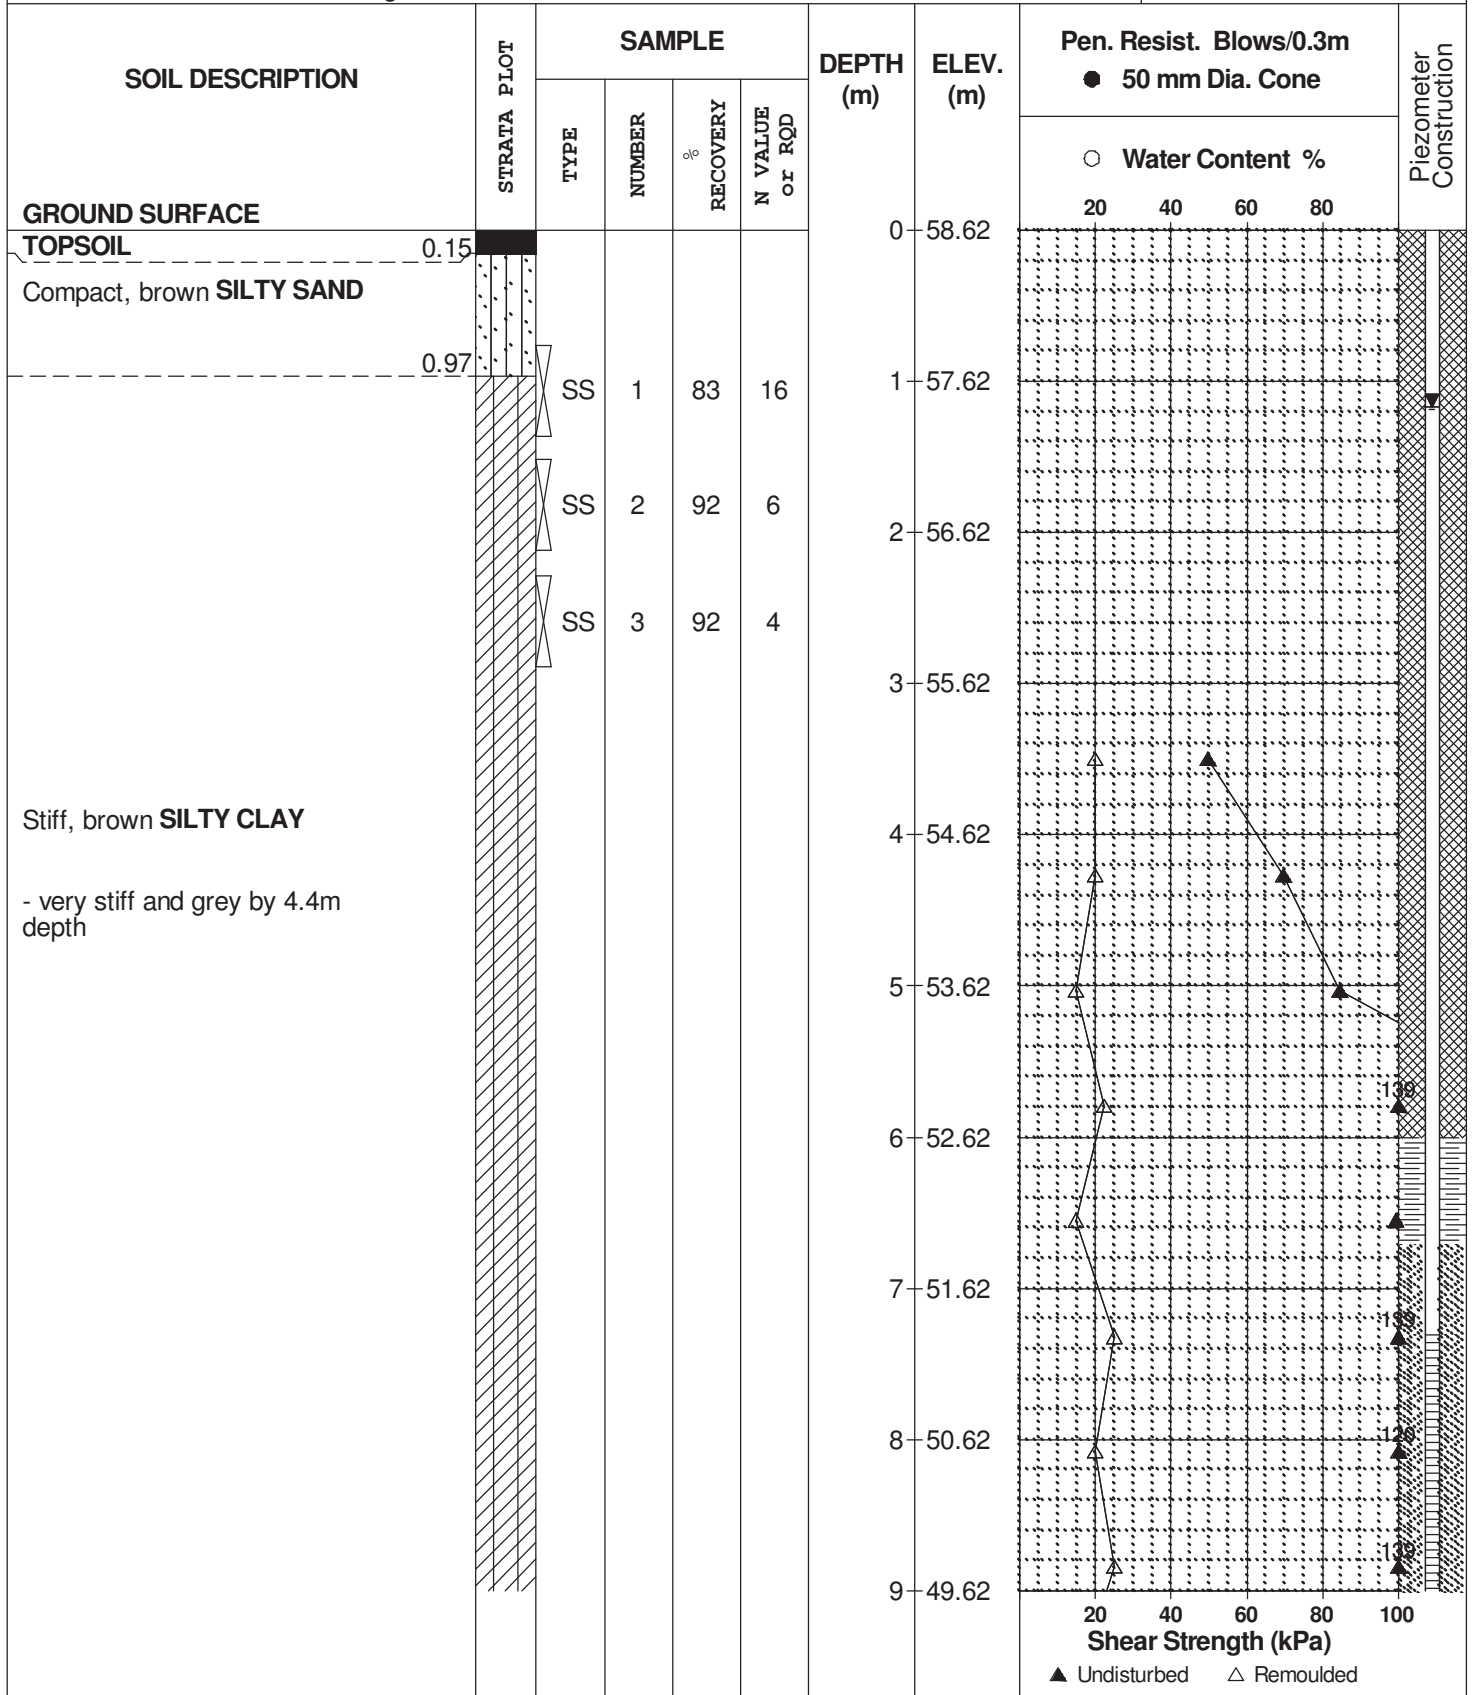 SOIL DESCRIPTION
STRATA PLOT
SAMPLE
TYPE
NUMBER
% RECOVERY
N VALUE
or RQD
DEPTH
(m)
ELEV.
(m)
Pen. Resist. Blows/0.3m
● 50 mm Dia. Cone
○ Water Content %
Piezometer
Construction
20 40 60 80
GROUND SURFACE
0 58.62
TOPSOIL 0.15
Compact, brown SILTY SAND
0.97
SS 1 83 16
1 57.62
SS 2 92 6
2 56.62
SS 3 92 4
3 55.62
Stiff, brown SILTY CLAY
4 54.62
- very stiff and grey by 4.4m
depth
5 53.62
139
6 52.62
7 51.62
139
8 50.62
120
139
9 49.62
20 40 60 80 100
Shear Strength (kPa)
▲ Undisturbed △ Remoulded